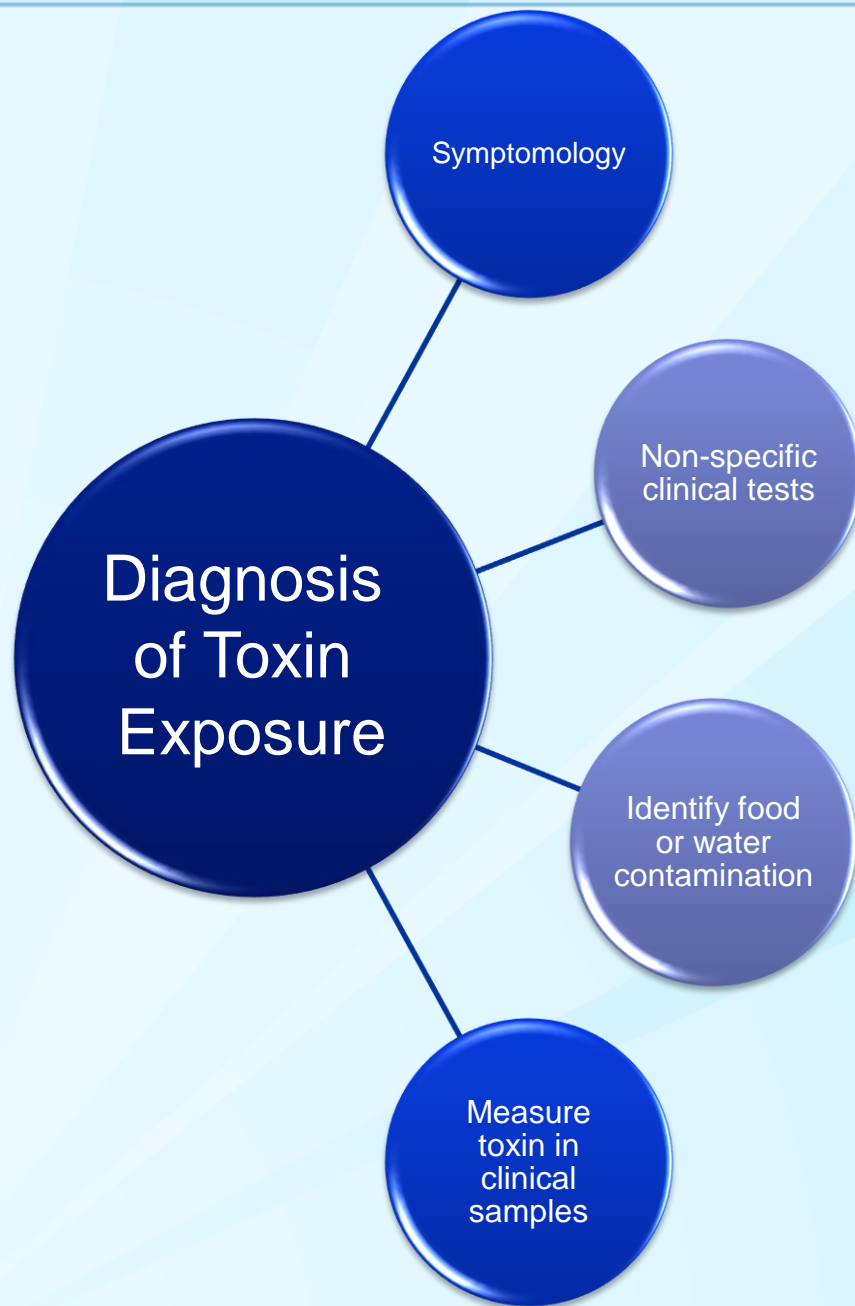 Symptomology
Non-specific
clinical tests
Diagnosis
of Toxin
Exposure
Identify food
or water
contamination
Measure
toxin in
clinical
samples